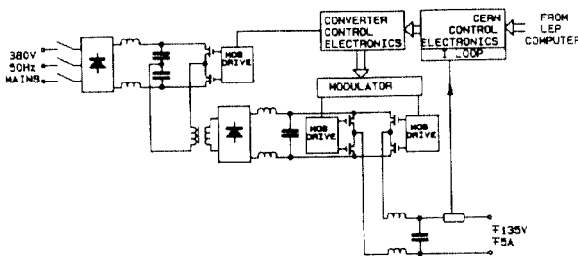 380V
50Hz
MAINS
MOS
DRIVE
CONVERTER
CONTROL
ELECTRONICS
CERN
CONTROL
ELECTRONICS
I LOOP
FROM
LEP
COMPUTER
MODULATOR
MOS
DRIVE
MOS
DRIVE
∓135V
∓5A